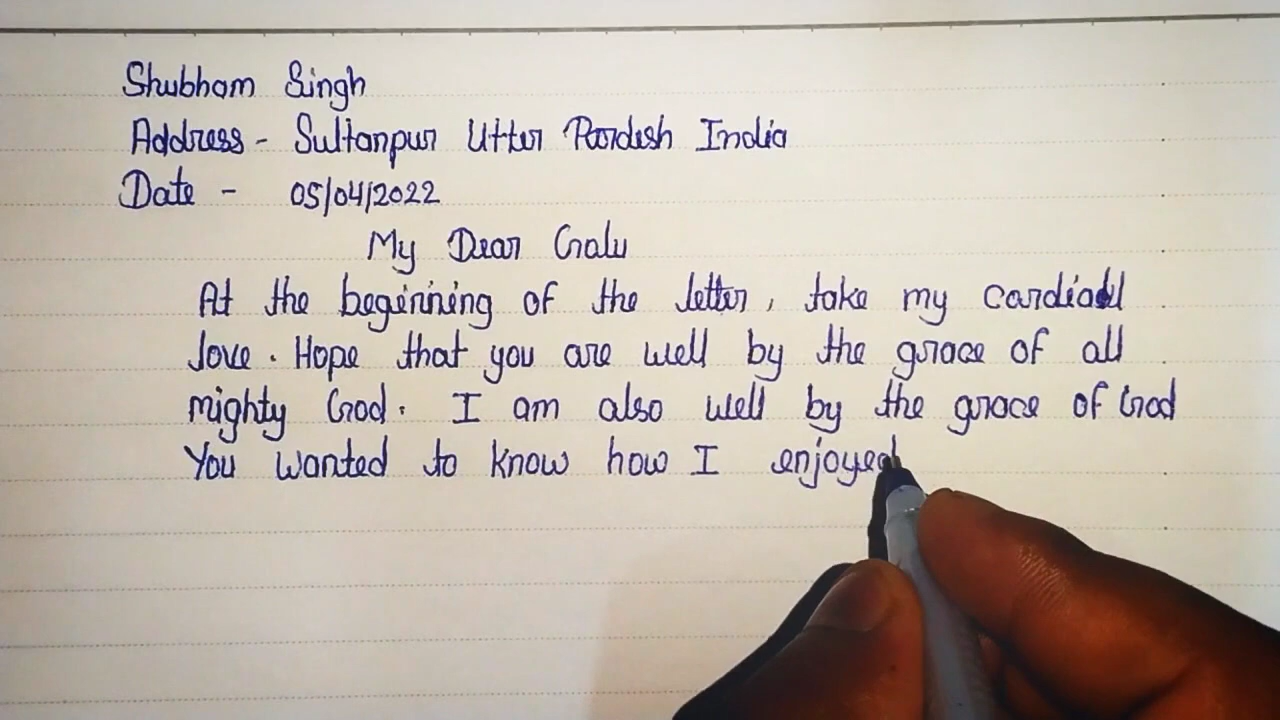 Shubham Singh
Address - Sultanpur Utter Pardesh India
Date - 05/04/2022
My Dear Golu
At the beginning of the letter, take my cardiadl
love. Hope that you are well by the grace of all
mighty God. I am also well by the grace of God
You wanted to know how I enjoyed